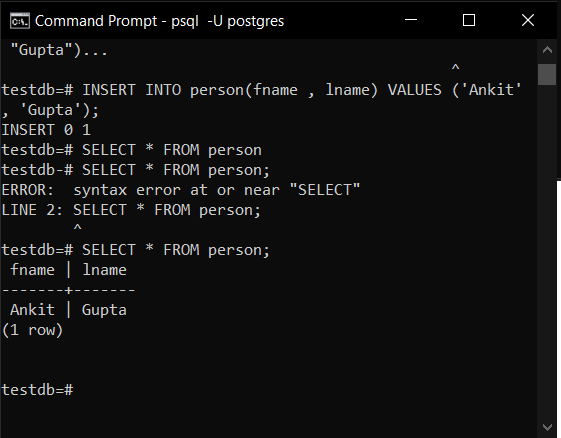 Command Prompt - psql -U postgres
"Gupta")...
^
testdb=# INSERT INTO person(fname , lname) VALUES ('Ankit'
, 'Gupta');
INSERT 0 1
testdb=# SELECT * FROM person
testdb-# SELECT * FROM person;
ERROR:  syntax error at or near "SELECT"
LINE 2: SELECT * FROM person;
^
testdb=# SELECT * FROM person;
fname | lname
-------+-------
Ankit | Gupta
(1 row)
testdb=#